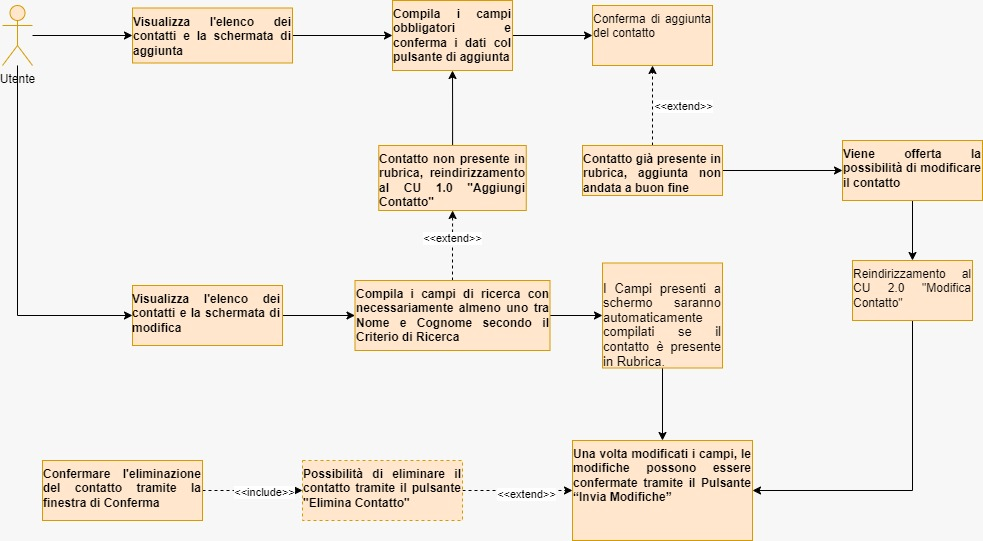 Visualizza l'elenco dei
contatti e la schermata di
aggiunta
Compila i campi
obbligatori e
conferma i dati col
pulsante di aggiunta
Conferma di aggiunta
del contatto
Utente
<<extend>>
Contatto non presente in
rubrica, reindirizzamento
al CU 1.0 "Aggiungi
Contatto"
Contatto già presente in
rubrica, aggiunta non
andata a buon fine
Viene offerta la
possibilità di modificare
il contatto
<<extend>>
Reindirizzamento al
CU 2.0 "Modifica
Contatto"
Visualizza l'elenco dei
contatti e la schermata di
modifica
Compila i campi di ricerca con
necessariamente almeno uno tra
Nome e Cognome secondo il
Criterio di Ricerca
I Campi presenti a
schermo saranno
automaticamente
compilati se il
contatto è presente
in Rubrica.
Confermare l'eliminazione
del contatto tramite la
finestra di Conferma
<<include>>
Possibilità di eliminare il
contatto tramite il pulsante
"Elimina Contatto"
<<extend>>
Una volta modificati i campi, le
modifiche possono essere
confermate tramite il Pulsante
“Invia Modifiche”